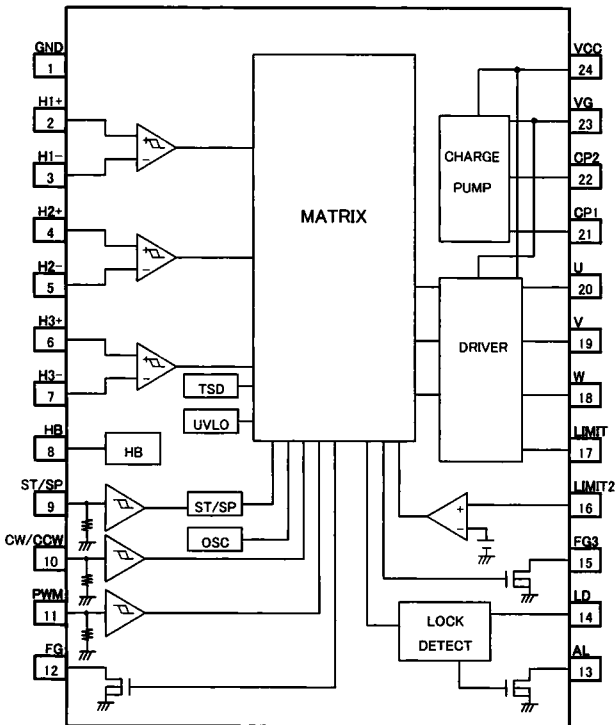 GND
1
H1+
2
H1-
3
H2+
4
H2-
5
H3+
6
H3-
7
HB
8
ST/SP
9
CW/CCW
10
PWM
11
FG
12
+
-
+
-
+
-
MATRIX
TSD
UVLO
HB
ST/SP
OSC
CHARGE
PUMP
DRIVER
+
-
LOCK
DETECT
VCC
24
VG
23
CP2
22
CP1
21
U
20
V
19
W
18
LIMIT
17
LIMIT2
16
FG3
15
LD
14
AL
13